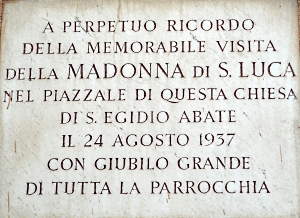 A PERPETUO RICORDO
DELLA MEMORABILE VISITA
DELLA MADONNA DI S. LUCA
NEL PIAZZALE DI QUESTA CHIESA
DI S. EGIDIO ABATE
IL 24 AGOSTO 1937
CON GIUBILO GRANDE
DI TUTTA LA PARROCCHIA